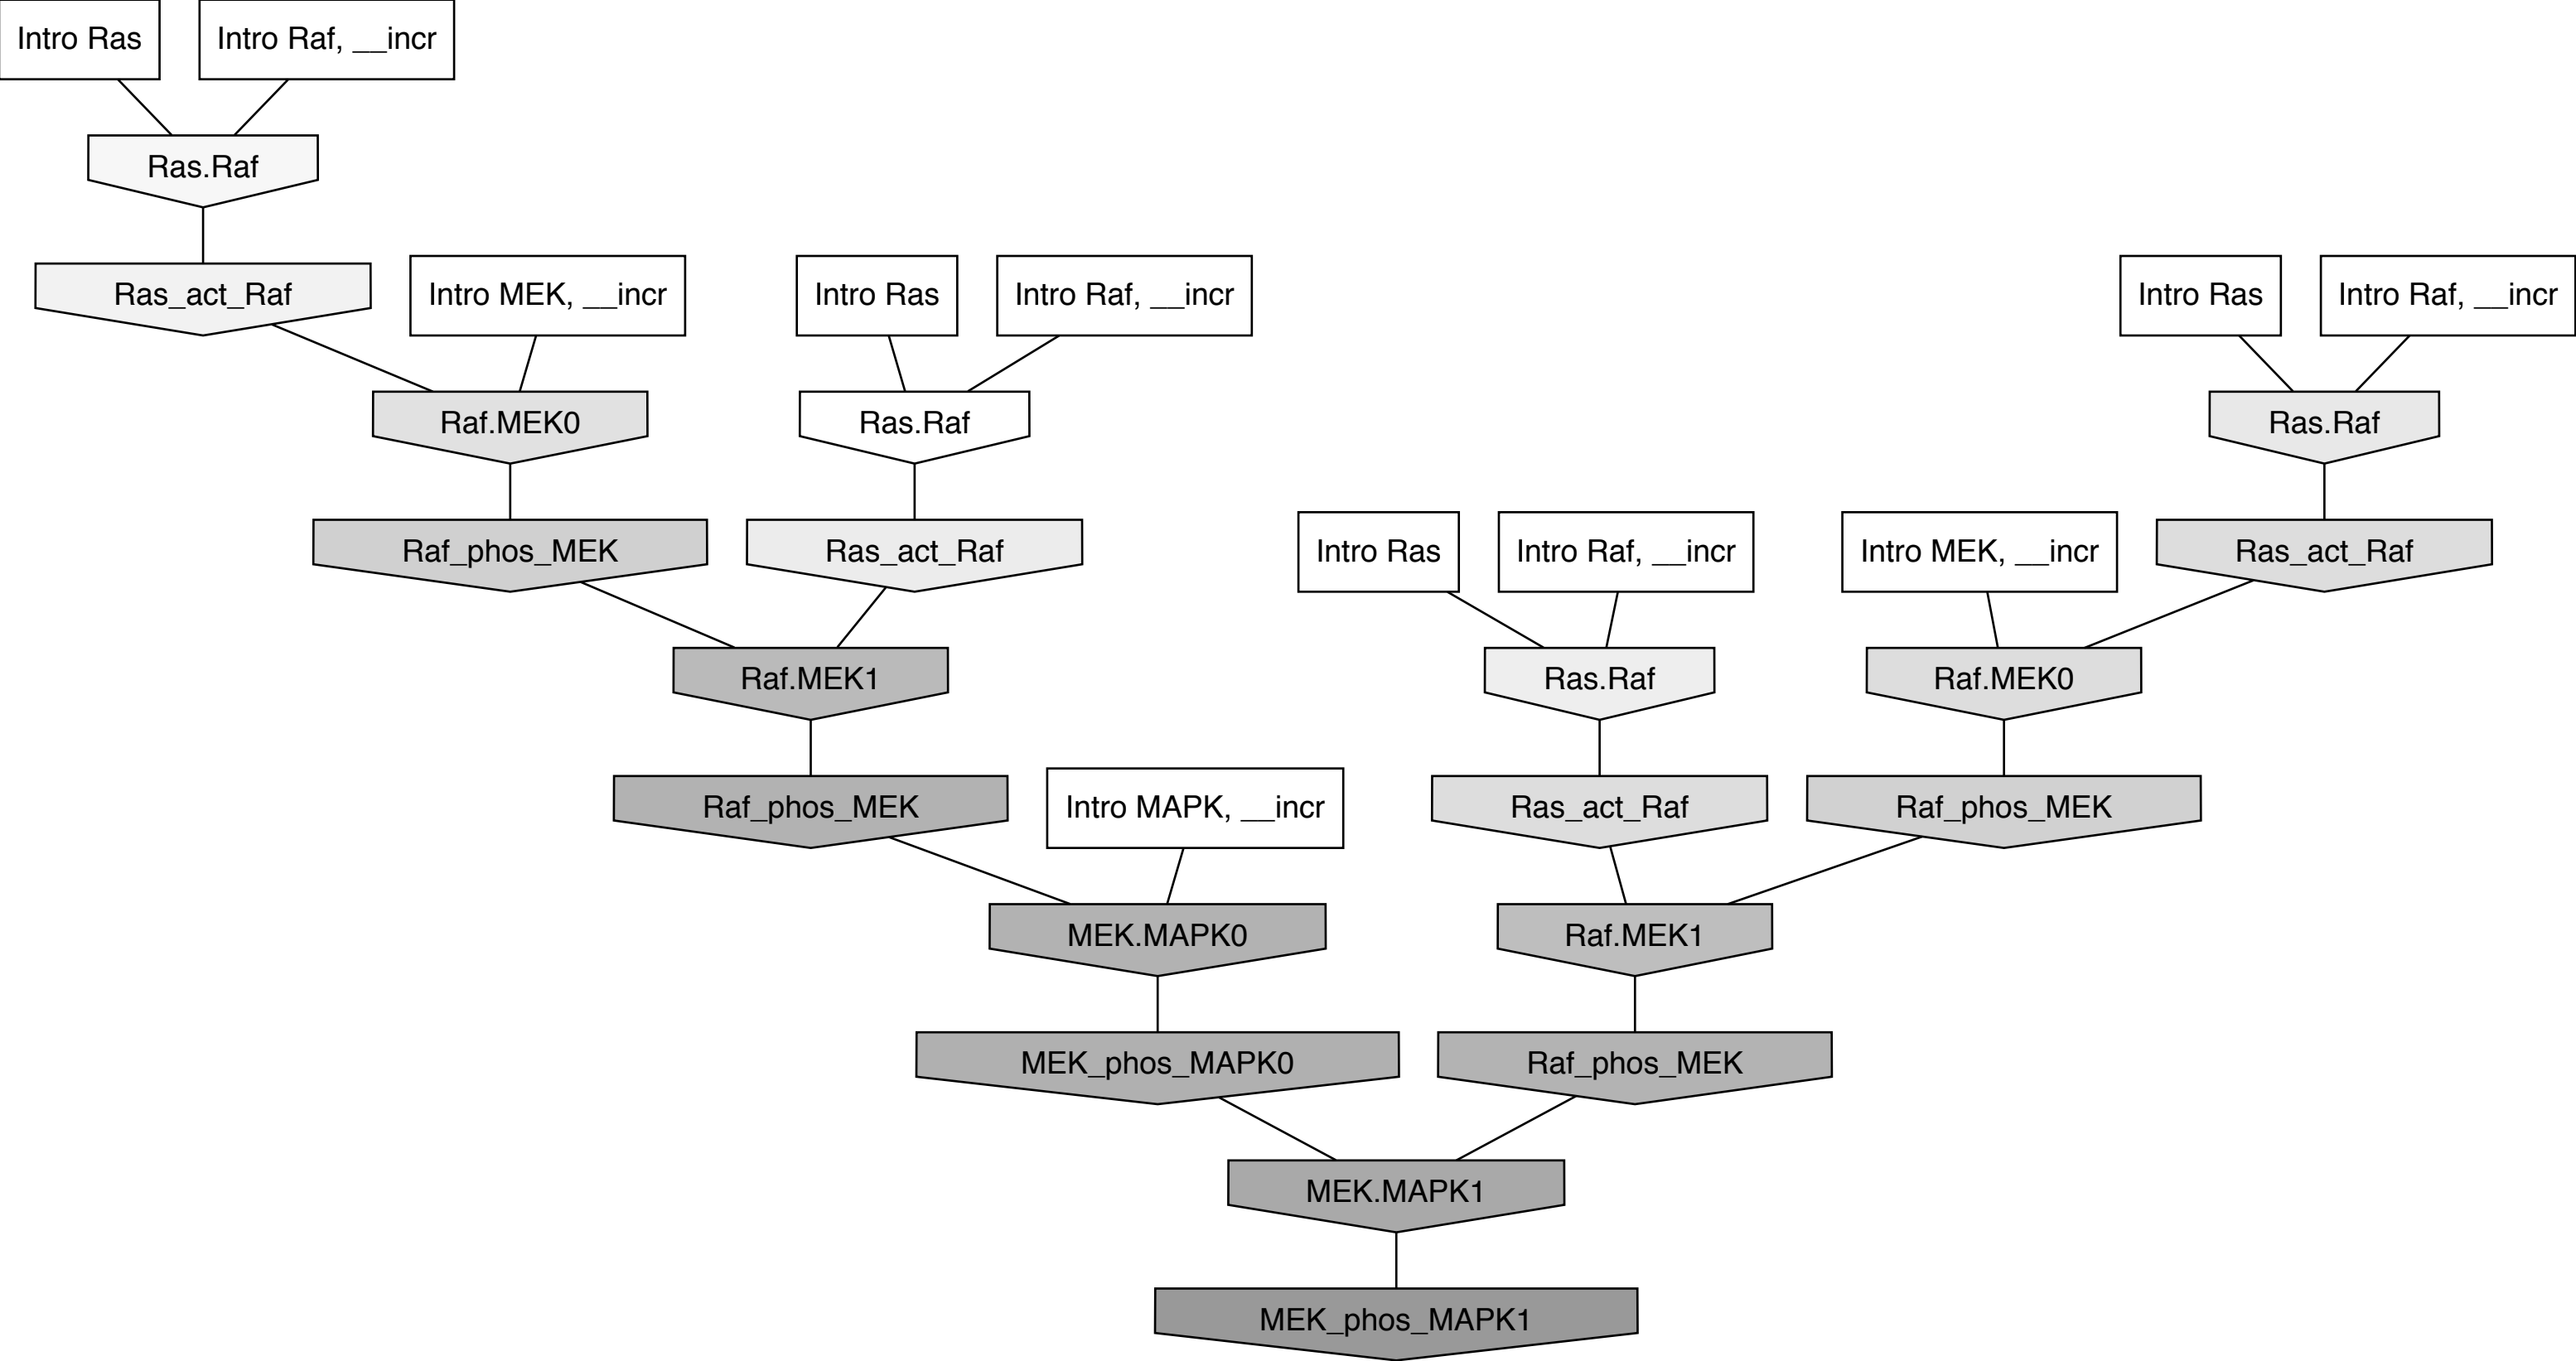 Intro Ras
Intro Raf, __incr
Ras.Raf
Ras_act_Raf
Intro MEK, __incr
Intro Ras
Intro Raf, __incr
Intro Ras
Intro Raf, __incr
Raf.MEK0
Ras.Raf
Ras.Raf
Raf_phos_MEK
Ras_act_Raf
Intro Ras
Intro Raf, __incr
Intro MEK, __incr
Ras_act_Raf
Raf.MEK1
Ras.Raf
Raf.MEK0
Raf_phos_MEK
Intro MAPK, __incr
Ras_act_Raf
Raf_phos_MEK
MEK.MAPK0
Raf.MEK1
MEK_phos_MAPK0
Raf_phos_MEK
MEK.MAPK1
MEK_phos_MAPK1